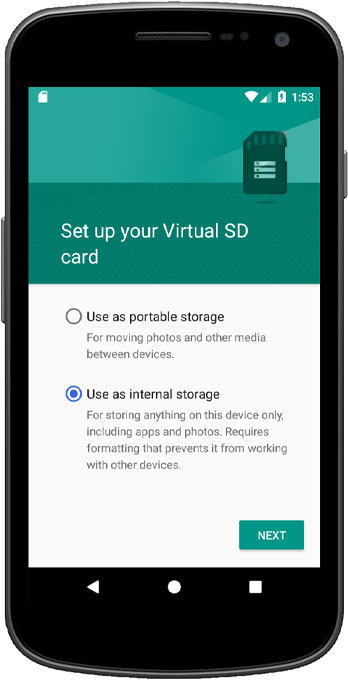 1:53
Set up your Virtual SD
card
Use as portable storage
For moving photos and other media
between devices.
Use as internal storage
For storing anything on this device only,
including apps and photos. Requires
formatting that prevents it from working
with other devices.
NEXT